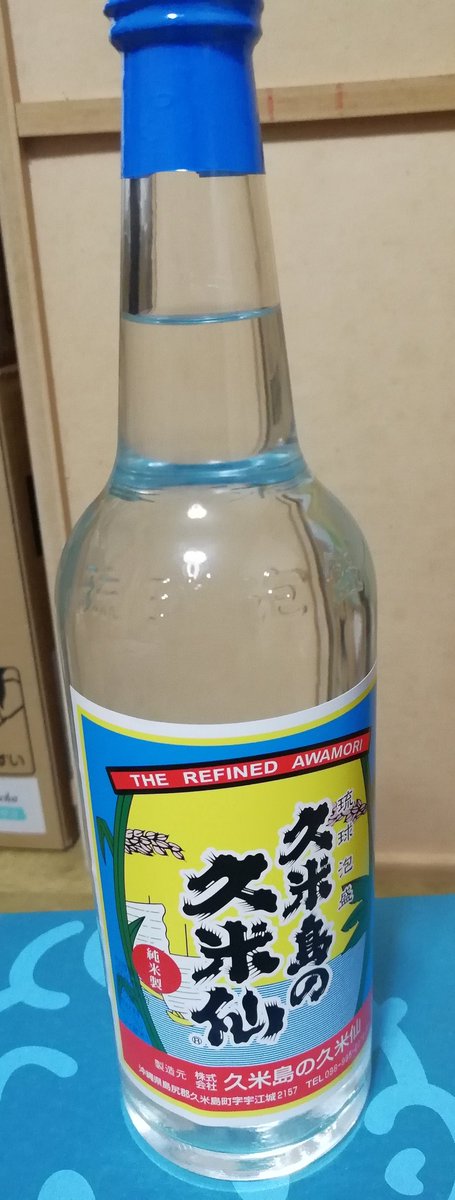 THE REFINED AWAMORI
琉球泡盛
久米島の
久米仙
純米製
製造元 株式会社 久米島の久米仙
沖縄県島尻郡久米島町字宇江城2157 TEL